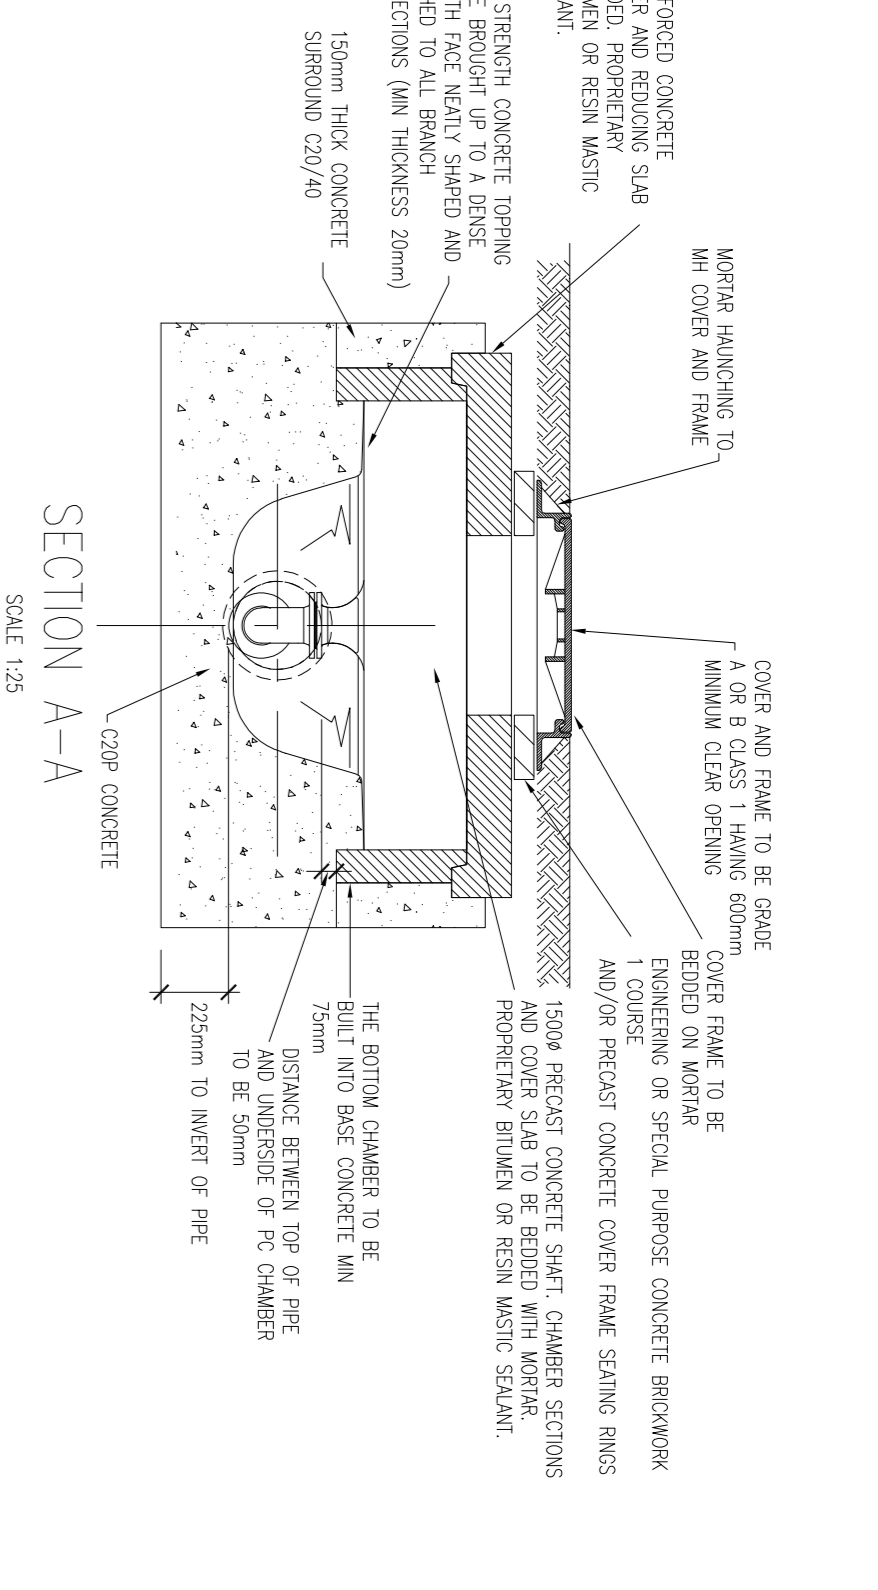 FORCED CONCRETE
ER AND REDUCING SLAB
DED. PROPRIETARY
MEN OR RESIN MASTIC
ANT.
STRENGTH CONCRETE TOPPING
E BROUGHT UP TO A DENSE
TH FACE NEATLY SHAPED AND
HED TO ALL BRANCH
ECTIONS (MIN THICKNESS 20mm)
150mm THICK CONCRETE
SURROUND C20/40
MORTAR HAUNCHING TO
MH COVER AND FRAME
COVER AND FRAME TO BE GRADE
A OR B CLASS 1 HAVING 600mm
MINIMUM CLEAR OPENING
COVER FRAME TO BE
BEDDED ON MORTAR
ENGINEERING OR SPECIAL PURPOSE CONCRETE BRICKWORK
1 COURSE
AND/OR PRECAST CONCRETE COVER FRAME SEATING RINGS
1500ø PRECAST CONCRETE SHAFT. CHAMBER SECTIONS
AND COVER SLAB TO BE BEDDED WITH MORTAR.
PROPRIETARY BITUMEN OR RESIN MASTIC SEALANT.
THE BOTTOM CHAMBER TO BE
BUILT INTO BASE CONCRETE MIN
75mm
DISTANCE BETWEEN TOP OF PIPE
AND UNDERSIDE OF PC CHAMBER
TO BE 50mm
225mm TO INVERT OF PIPE
C20P CONCRETE
SECTION A-A
SCALE 1:25